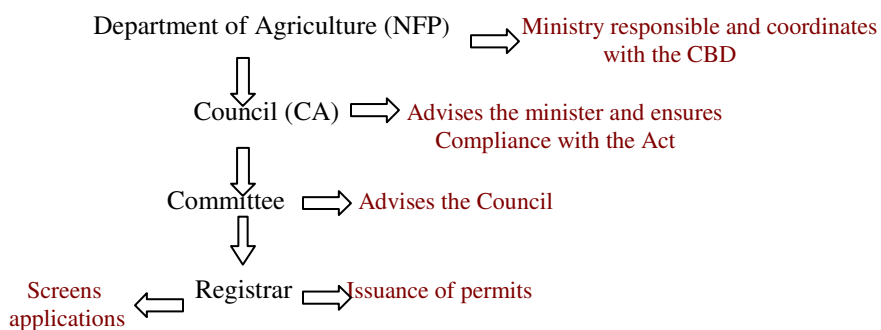 Department of Agriculture (NFP)
Ministry responsible and coordinates
with the CBD
Council (CA)
Advises the minister and ensures
Compliance with the Act
Committee
Advises the Council
Screens
applications
Registrar
Issuance of permits